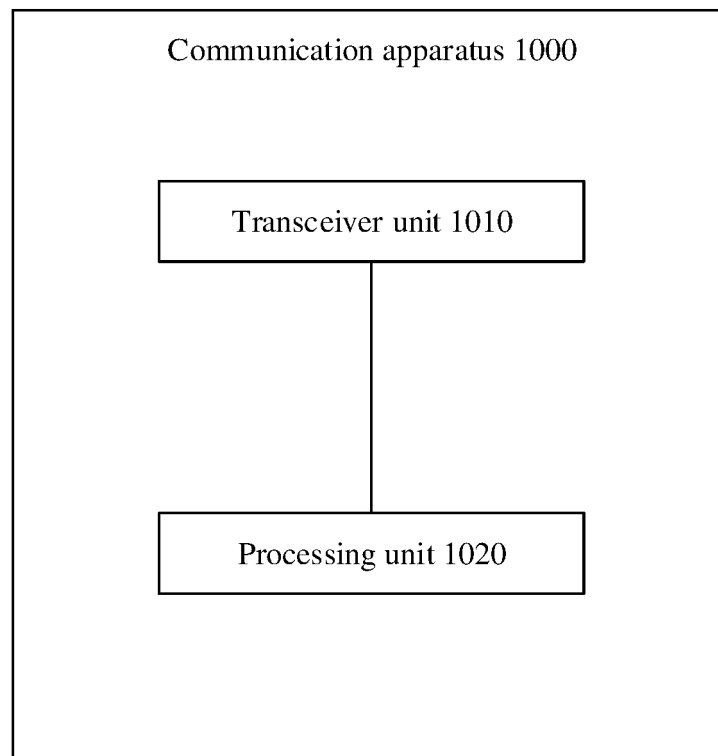 Communication apparatus 1000
Transceiver unit 1010
Processing unit 1020